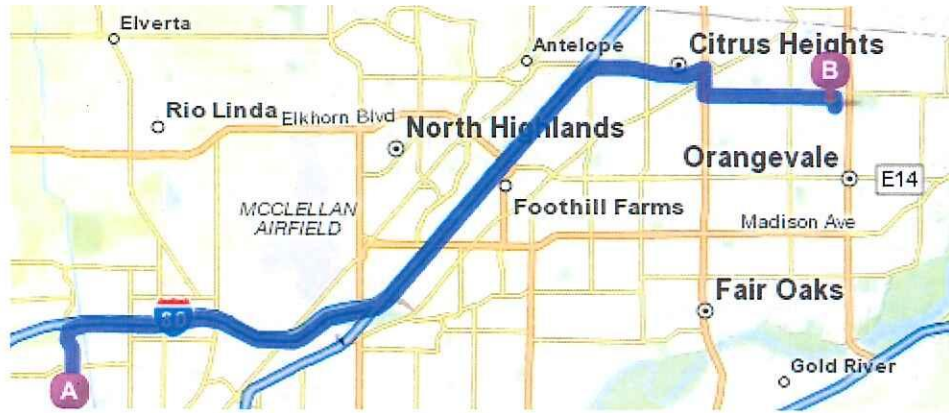 Elverta
Antelope
Citrus Heights
B
Rio Linda
Elkhorn Blvd
North Highlands
Orangevale
E14
MCCLELLAN
AIRFIELD
Foothill Farms
Madison Ave
80
Fair Oaks
Gold River
A